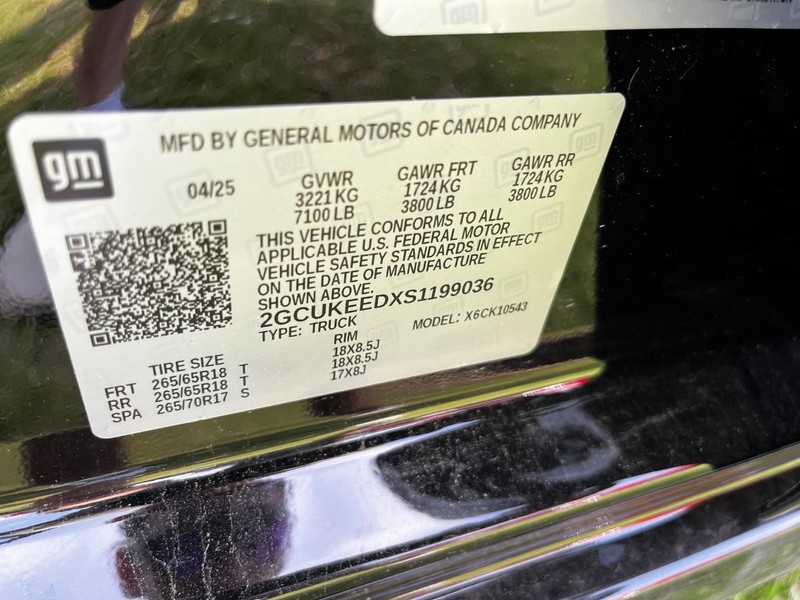 MFD BY GENERAL MOTORS OF CANADA COMPANY
gm
04/25
GVWR
3221 KG
7100 LB
GAWR FRT
1724 KG
3800 LB
GAWR RR
1724 KG
3800 LB
THIS VEHICLE CONFORMS TO ALL
APPLICABLE U.S. FEDERAL MOTOR
VEHICLE SAFETY STANDARDS IN EFFECT
ON THE DATE OF MANUFACTURE
SHOWN ABOVE.
2GCUKEEDXS1199036
TYPE: TRUCK
MODEL: X6CK10543
TIRE SIZE RIM
FRT 265/65R18 T 18X8.5J
RR 265/65R18 T 18X8.5J
SPA 265/70R17 S 17X8J